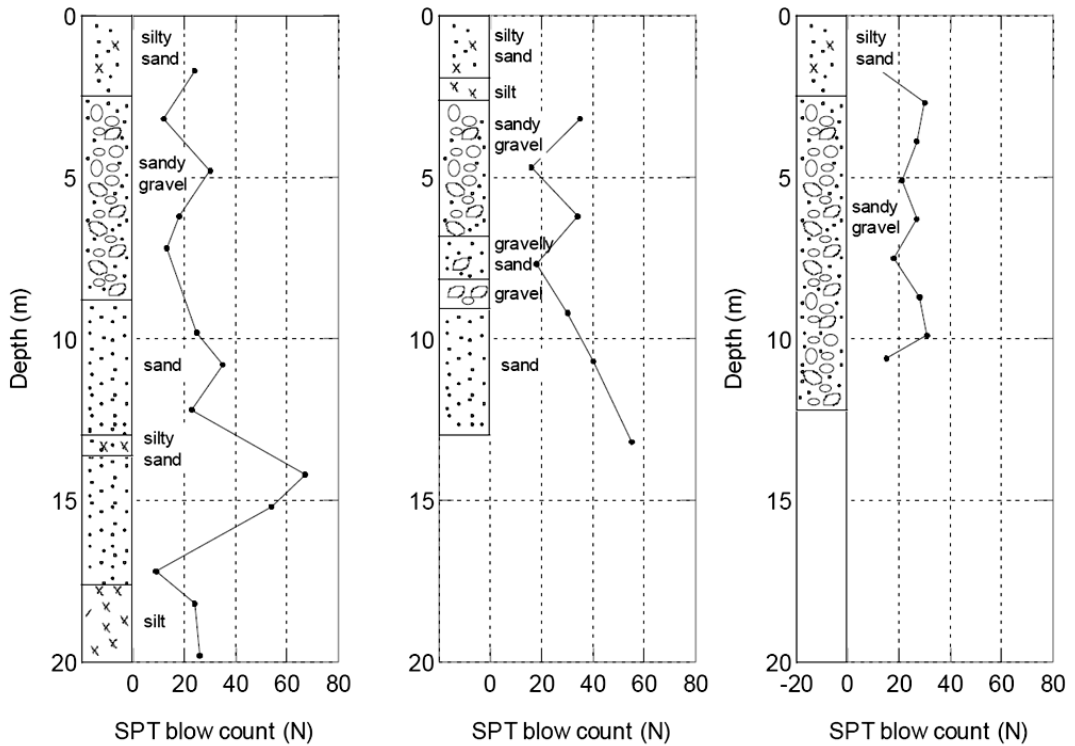 0
5
10
15
20
Depth (m)
silty
sand
sandy
gravel
sand
silty
sand
silt
0 20 40 60 80
SPT blow count (N)
0
5
10
15
20
silty
sand
silt
sandy
gravel
gravelly
sand
gravel
sand
0 20 40 60 80
SPT blow count (N)
0
5
10
15
20
Depth (m)
silty
sand
sandy
gravel
-20 0 20 40 60 80
SPT blow count (N)